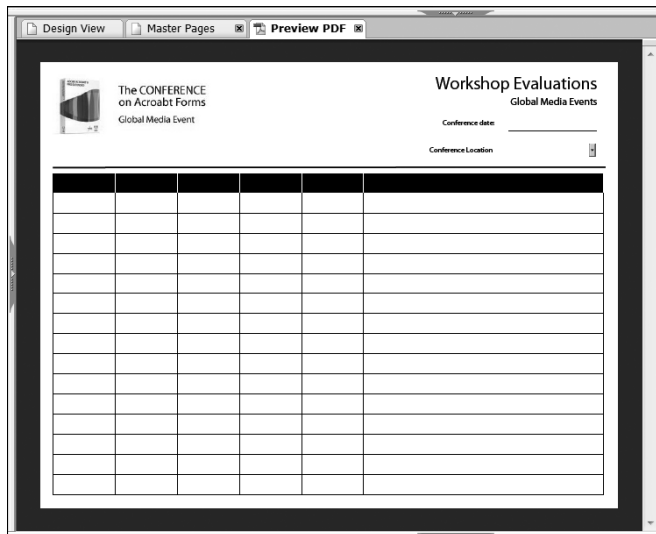 Design View
Master Pages
Preview PDF
The CONFERENCE
on Acroabt Forms
Global Media Event
Workshop Evaluations
Global Media Events
Conference date:
Conference Location